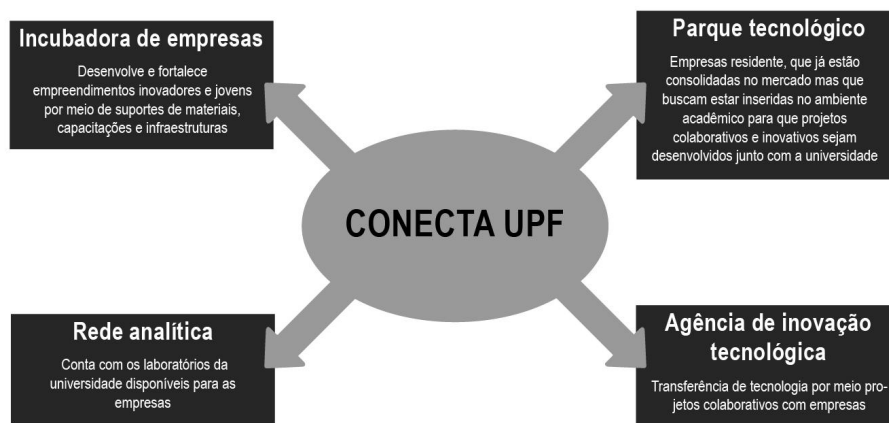 Incubadora de empresas
Desenvolve e fortalece
empreendimentos inovadores e jovens
por meio de suportes de materiais,
capacitações e infraestruturas
Parque tecnológico
Empresas residente, que já estão
consolidadas no mercado mas que
buscam estar inseridas no ambiente
acadêmico para que projetos
colaborativos e inovativos sejam
desenvolvidos junto com a universidade
CONECTA UPF
Rede analítica
Conta com os laboratórios da
universidade disponíveis para as
empresas
Agência de inovação
tecnológica
Transferência de tecnologia por meio pro-
jetos colaborativos com empresas